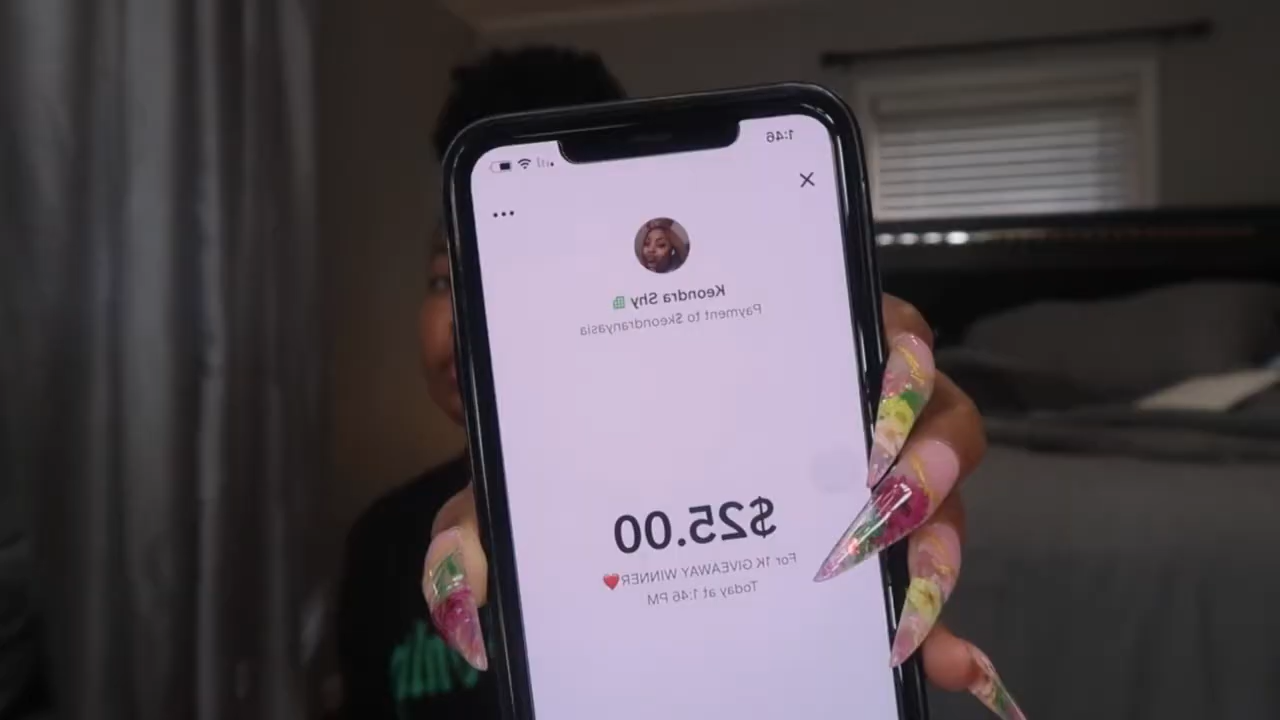 1:46
Keondra Shy
Payment to $keondranyasia
$25.00
For 1K GIVEAWAY WINNER❤️
Today at 1:46 PM